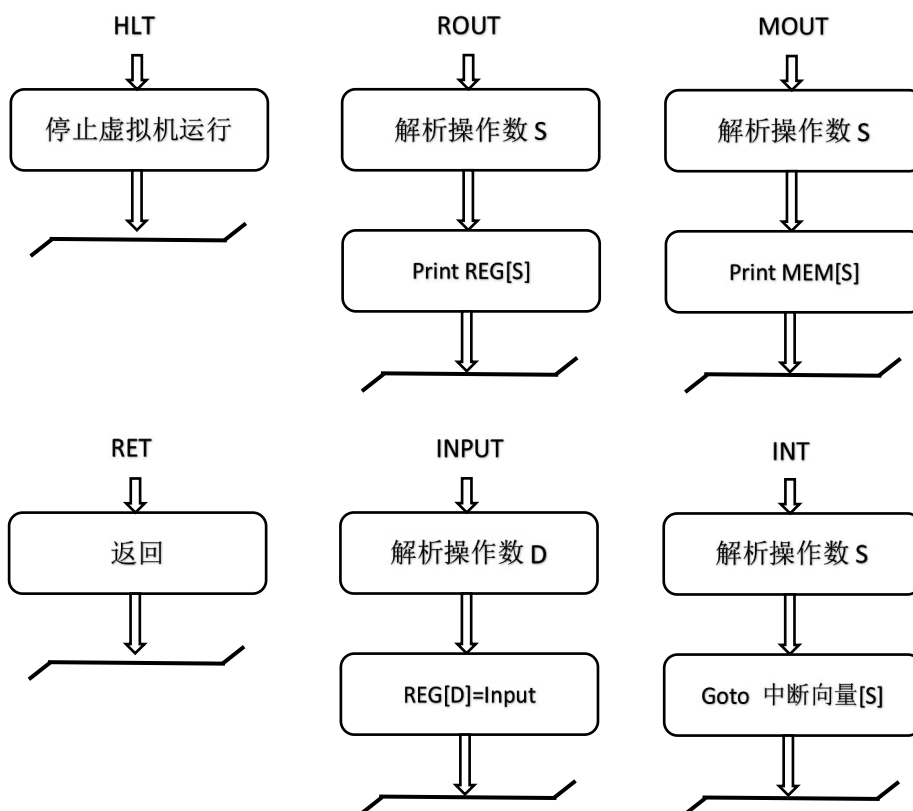 HLT
ROUT
MOUT
停止虚拟机运行
解析操作数 S
解析操作数 S
Print REG[S]
Print MEM[S]
RET
INPUT
INT
返回
解析操作数 D
解析操作数 S
REG[D]=Input
Goto 中断向量[S]